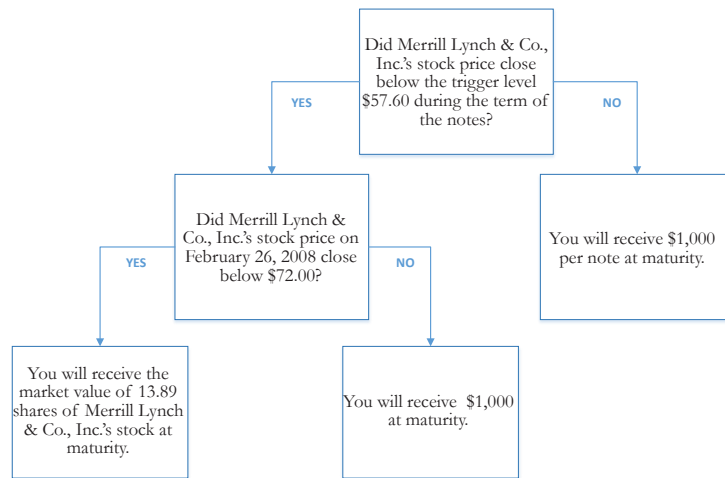 Did Merrill Lynch & Co.,
Inc.'s stock price close
below the trigger level
$57.60 during the term of
the notes?
YES
NO
Did Merrill Lynch &
Co., Inc.'s stock price on
February 26, 2008 close
below $72.00?
You will receive $1,000
per note at maturity.
YES
NO
You will receive the
market value of 13.89
shares of Merrill Lynch
& Co., Inc.'s stock at
maturity.
You will receive $1,000
at maturity.